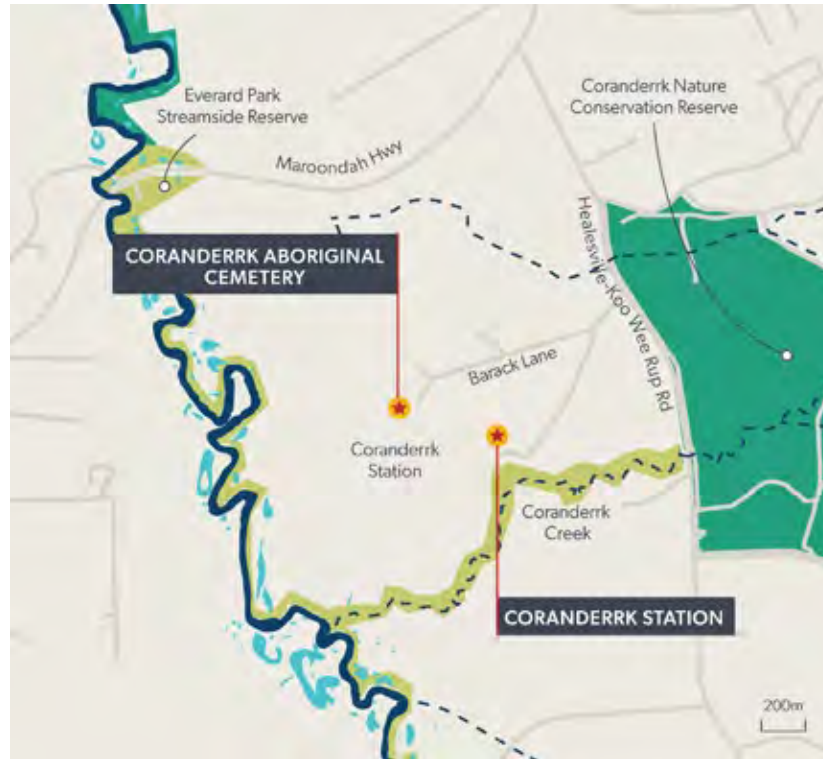 Everard Park
Streamside Reserve
Coranderrk Nature
Conservation Reserve
Maroondah Hwy
CORANDERRK ABORIGINAL
CEMETERY
Healesville-Koo Wee Rup Rd
Barack Lane
Coranderrk
Station
Coranderrk
Creek
CORANDERRK STATION
200m